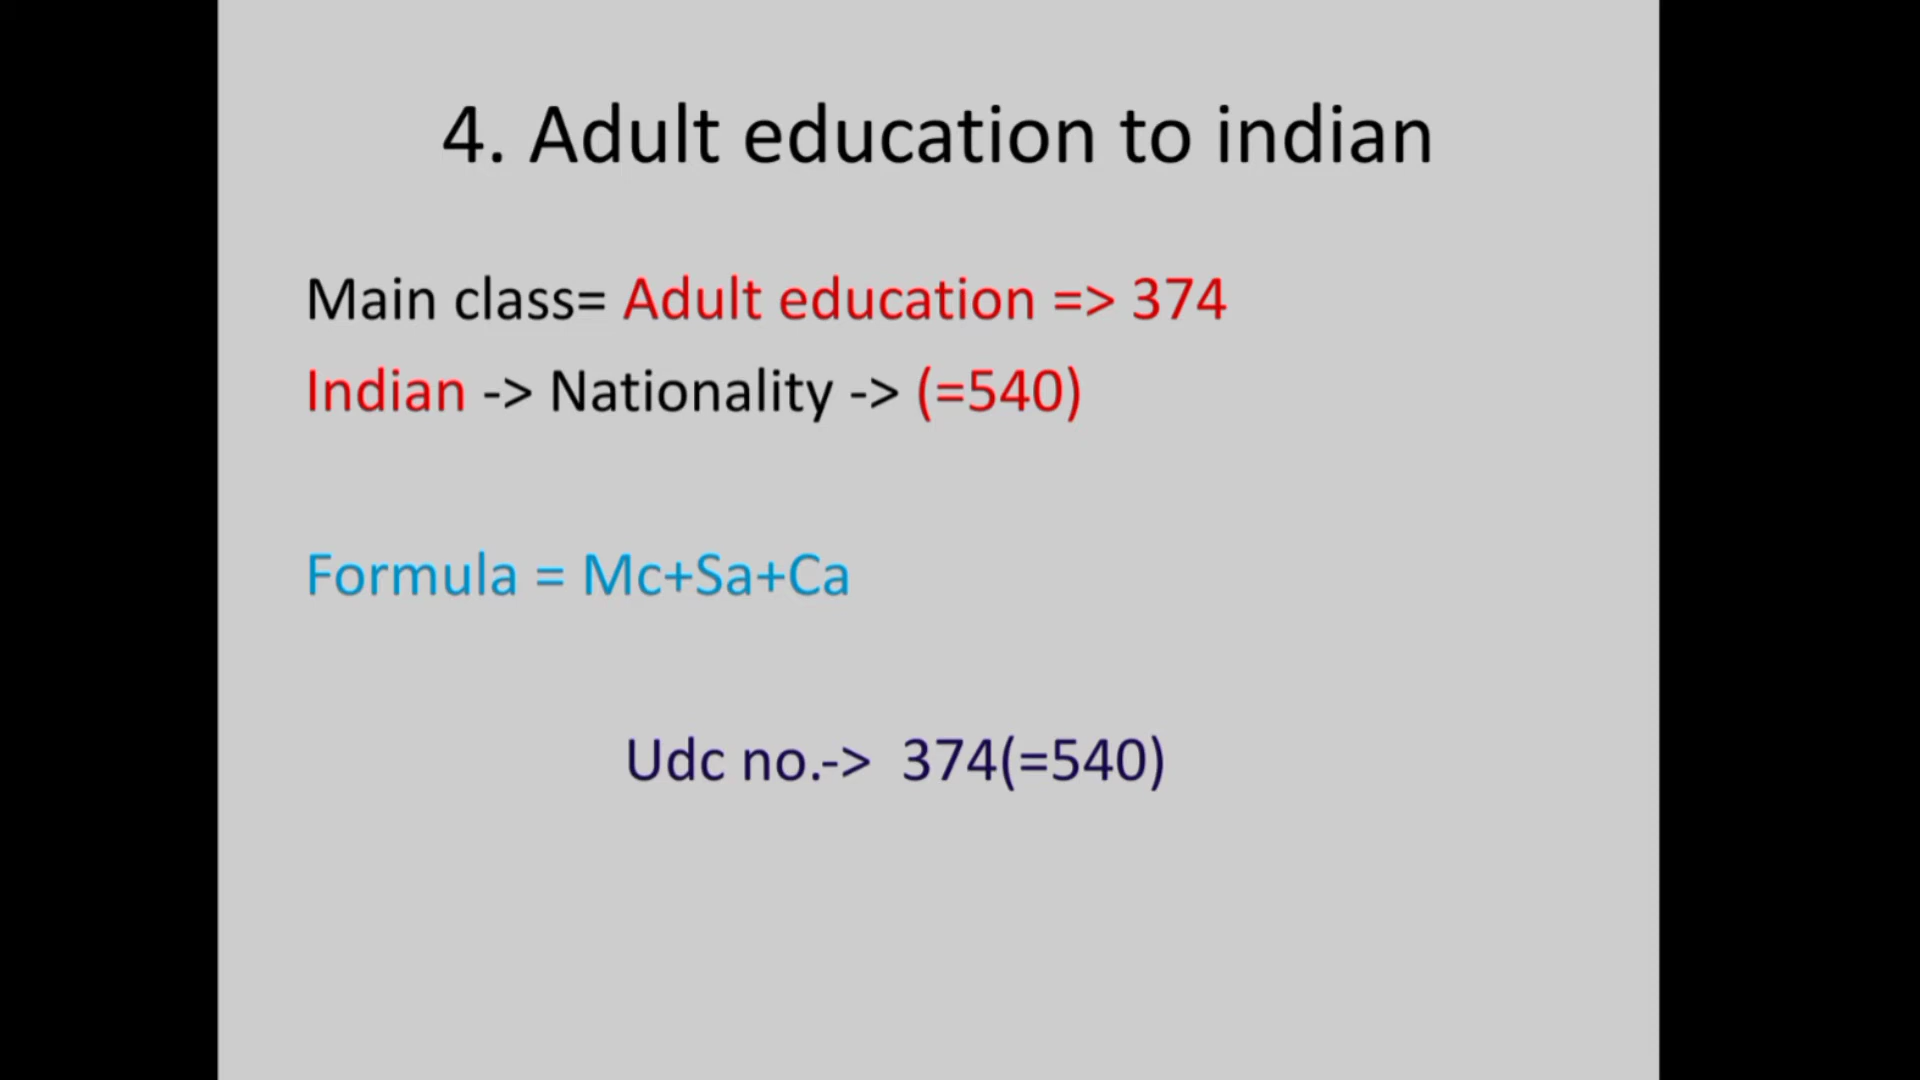 4. Adult education to indian
Main class= Adult education => 374
Indian -> Nationality -> (=540)
Formula = Mc+Sa+Ca
Udc no.-> 374(=540)